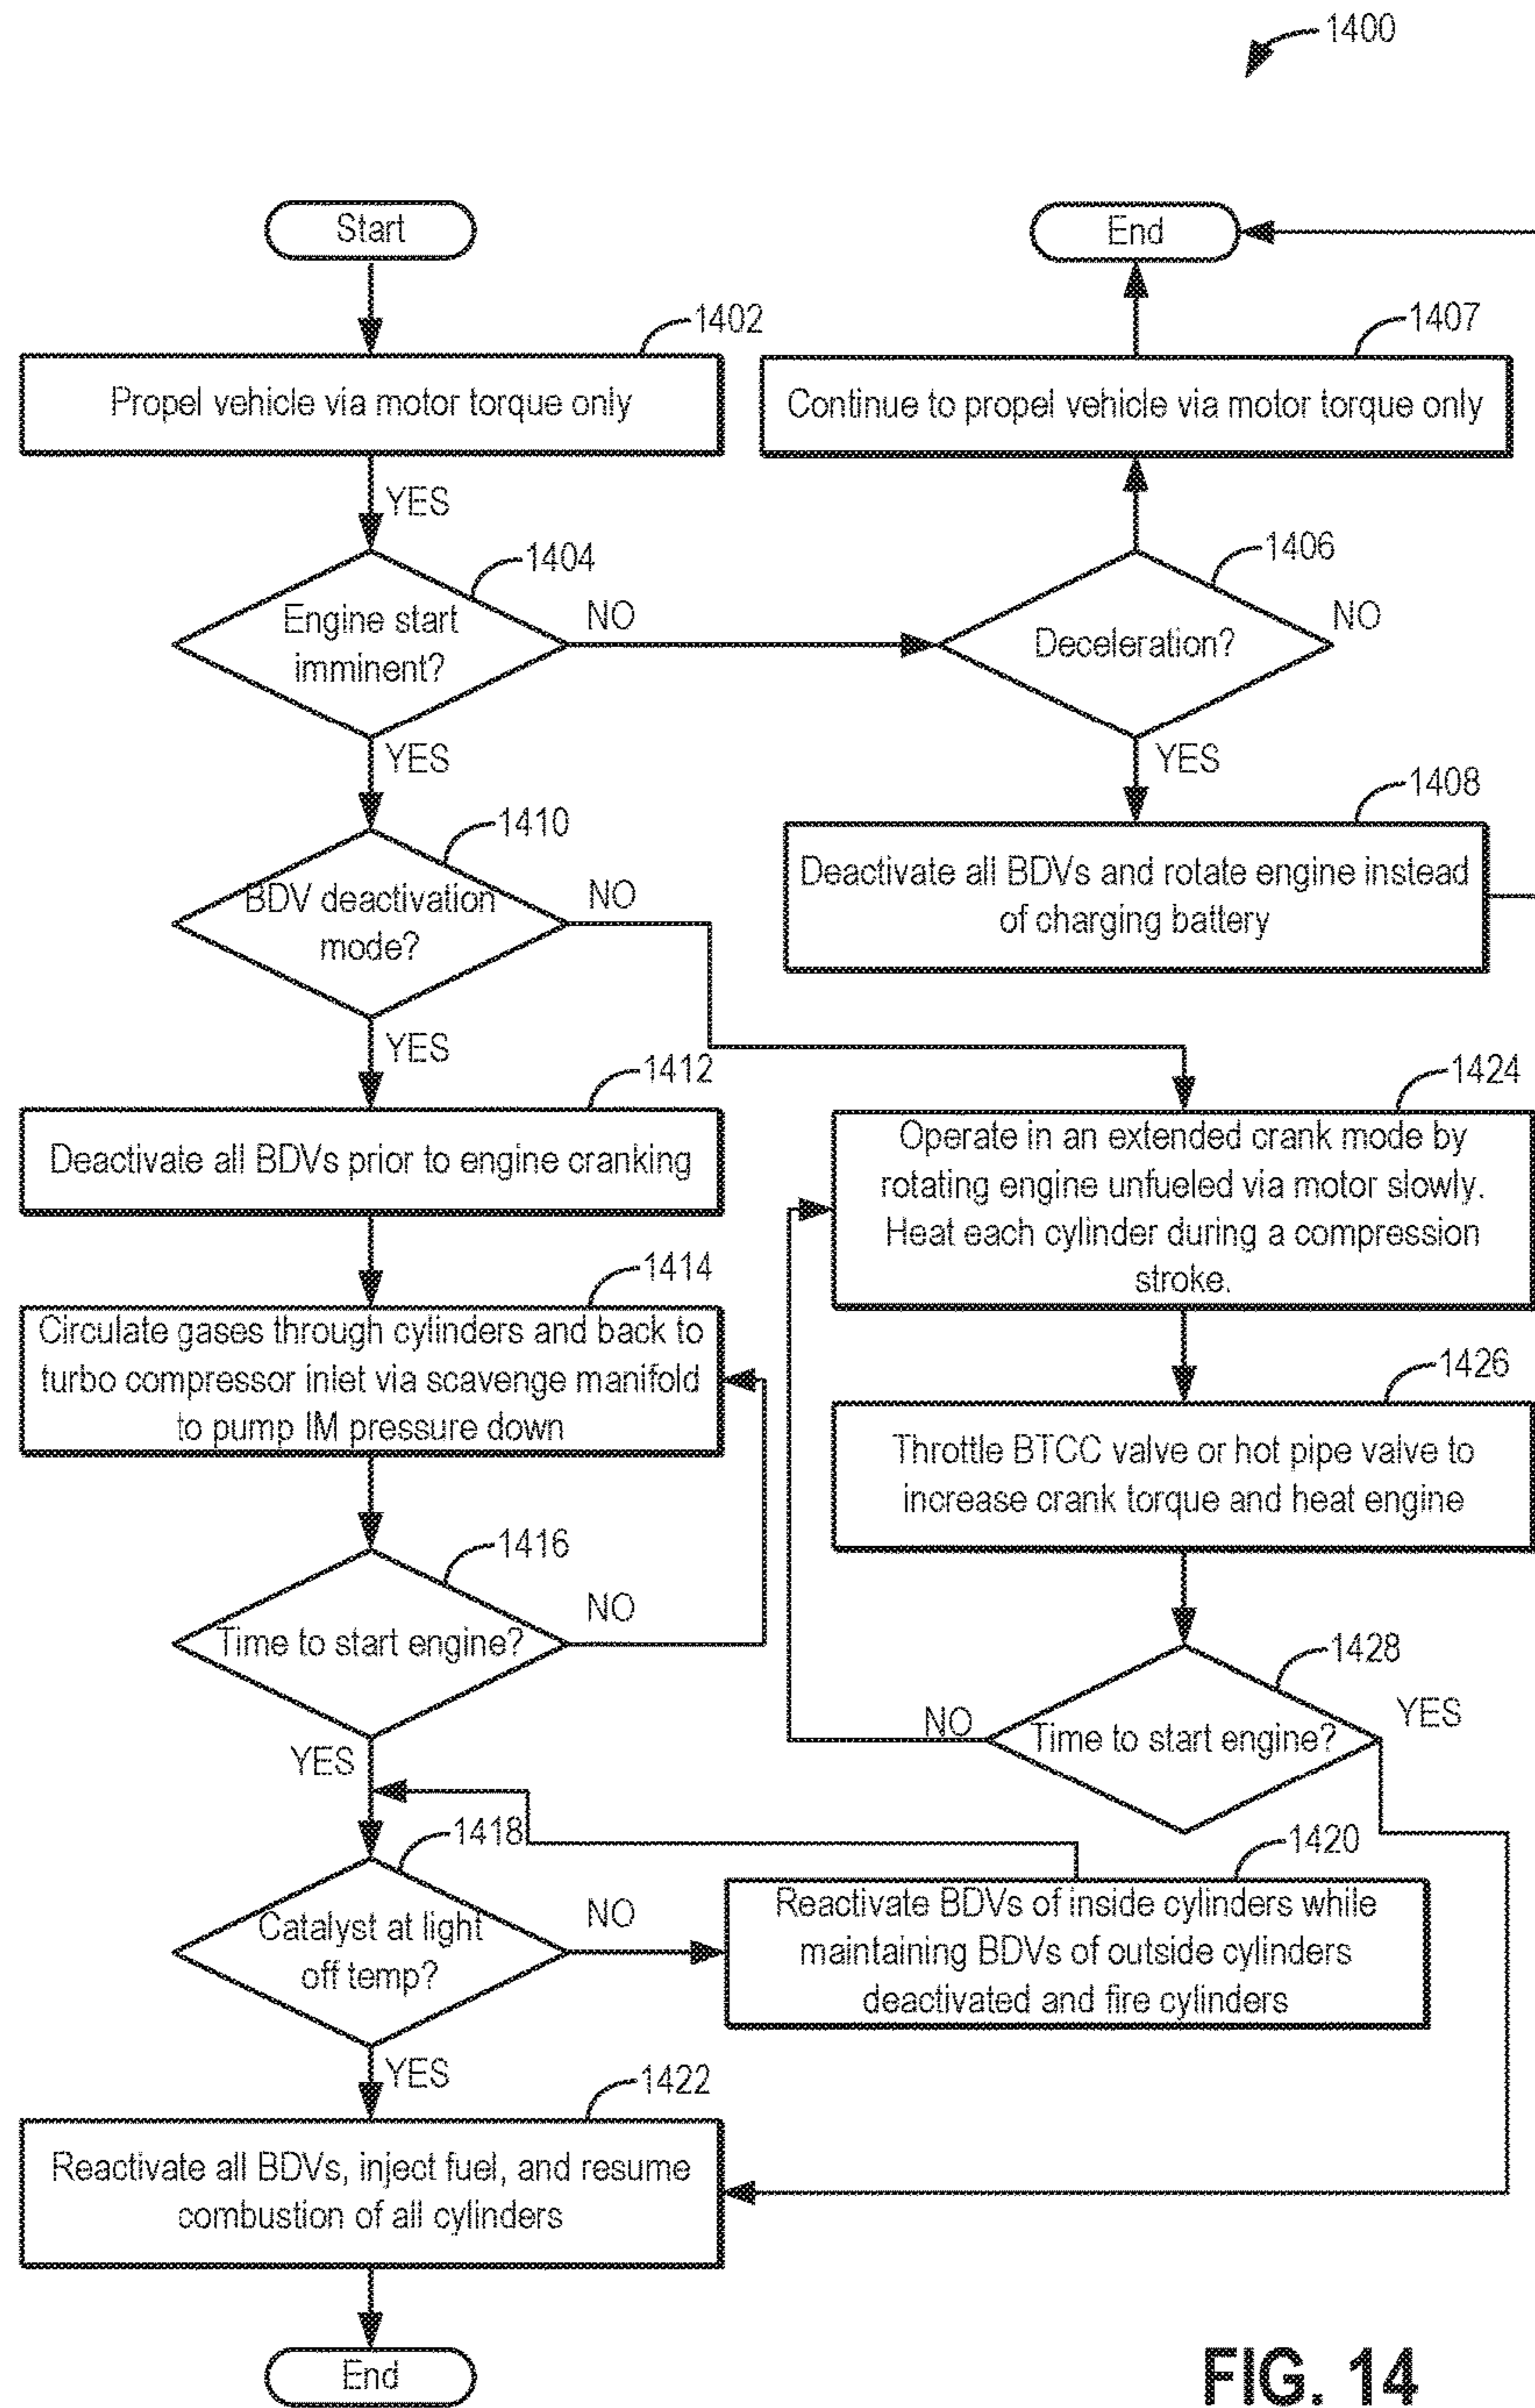 1400
Start
End
1402
Propel vehicle via motor torque only
1407
Continue to propel vehicle via motor torque only
YES
1404
Engine start
imminent?
NO
1406
Deceleration?
NO
YES
YES
1408
Deactivate all BDVs and rotate engine instead
of charging battery
1410
BDV deactivation
mode?
NO
YES
1412
Deactivate all BDVs prior to engine cranking
1424
Operate in an extended crank mode by
rotating engine unfueled via motor slowly.
Heat each cylinder during a compression
stroke.
1414
Circulate gases through cylinders and back to
turbo compressor inlet via scavenge manifold
to pump IM pressure down
1426
Throttle BTCC valve or hot pipe valve to
increase crank torque and heat engine
1416
Time to start engine?
NO
YES
1428
Time to start engine?
NO
YES
1418
Catalyst at light
off temp?
NO
1420
Reactivate BDVs of inside cylinders while
maintaining BDVs of outside cylinders
deactivated and fire cylinders
YES
1422
Reactivate all BDVs, inject fuel, and resume
combustion of all cylinders
End
FIG. 14